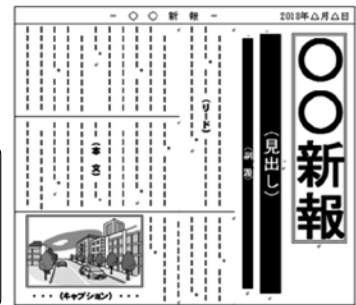 - ○ ○ 新 報 -
2018年△月△日
○○新報
(見出し)
(副題)
(リード)
(本文)
・・・(キャプション)・・・